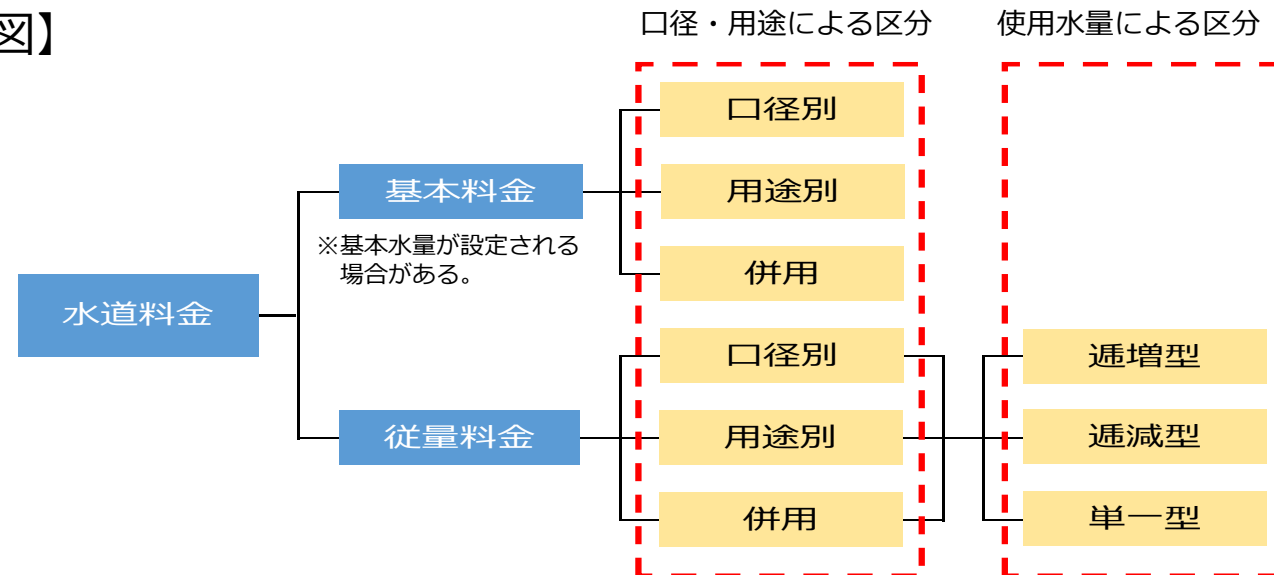 図】
口径・用途による区分
使用水量による区分
口径別
基本料金
用途別
※基本水量が設定される
場合がある。
併用
水道料金
口径別
逓増型
従量料金
用途別
逓減型
併用
単一型